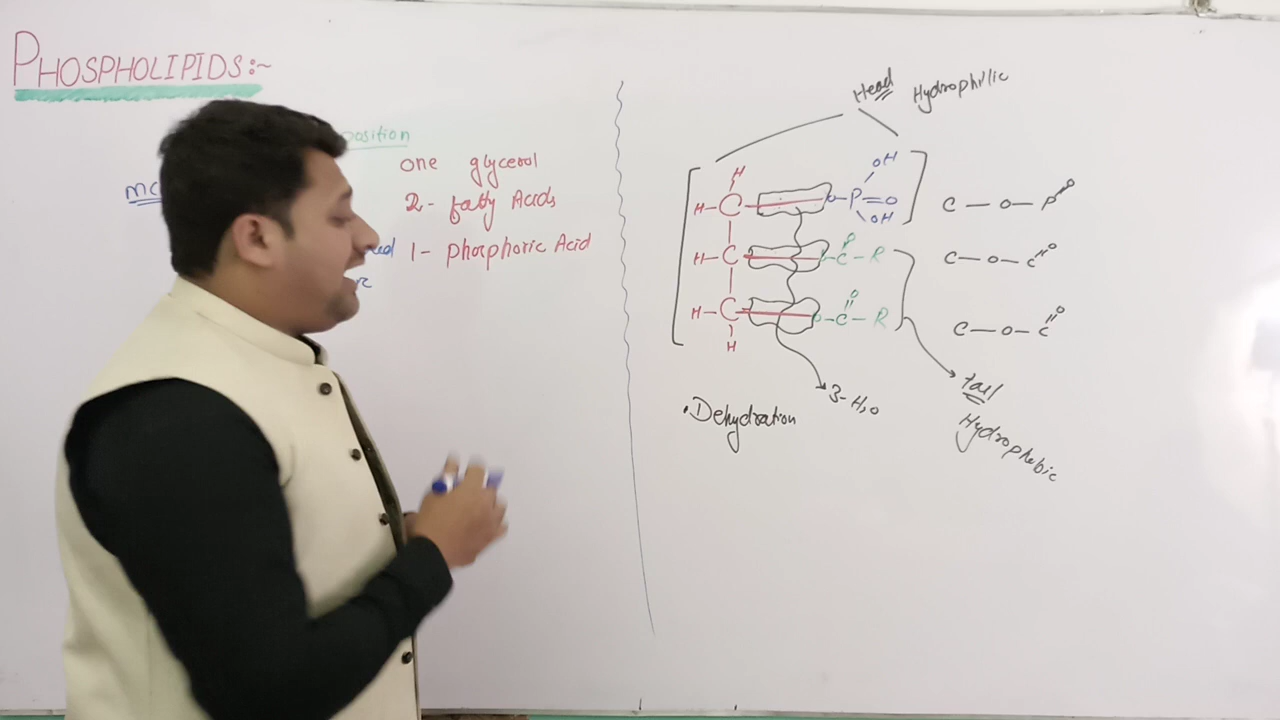 PHOSPHOLIPIDS:~
position
one glycerol
2- fatty Acids
1- phosphoric Acid
Head Hydrophilic
H OH
H-C O-P=O C-O-P=O
OH
O
H-C O-C-R C-O-C=O
O
H-C O-C-R C-O-C=O
H
tail
Hydrophobic
3-H2O
•Dehydration